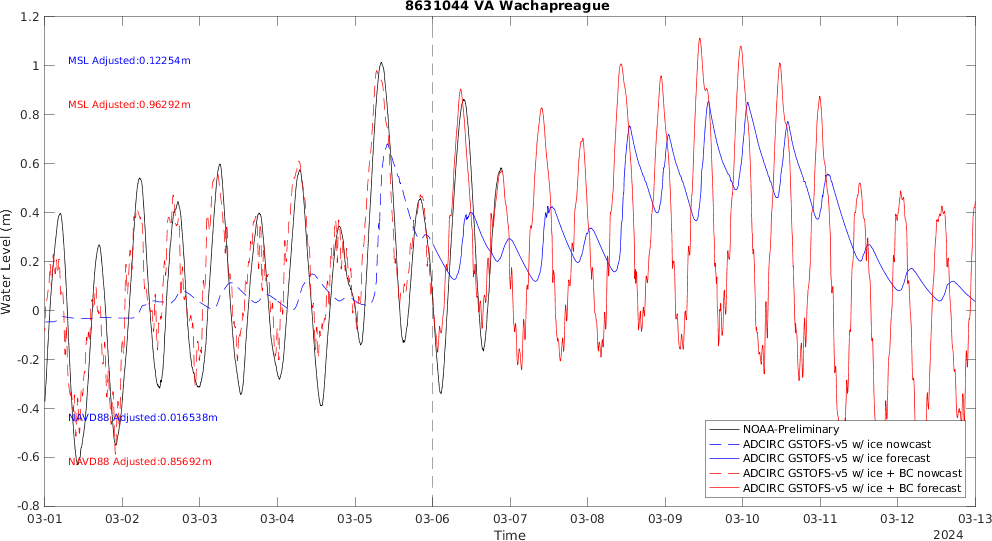 8631044 VA Wachapreague
1.2
1
0.8
0.6
0.4
0.2
0
-0.2
-0.4
-0.6
-0.8
Water Level (m)
MSL Adjusted:0.12254m
MSL Adjusted:0.96292m
NAVD88 Adjusted:0.016538m
NAVD88 Adjusted:0.85692m
NOAA-Preliminary
ADCIRC GSTOFS-v5 w/ ice nowcast
ADCIRC GSTOFS-v5 w/ ice forecast
ADCIRC GSTOFS-v5 w/ ice + BC nowcast
ADCIRC GSTOFS-v5 w/ ice + BC forecast
03-01 03-02 03-03 03-04 03-05 03-06 03-07 03-08 03-09 03-10 03-11 03-12 03-13
Time
2024